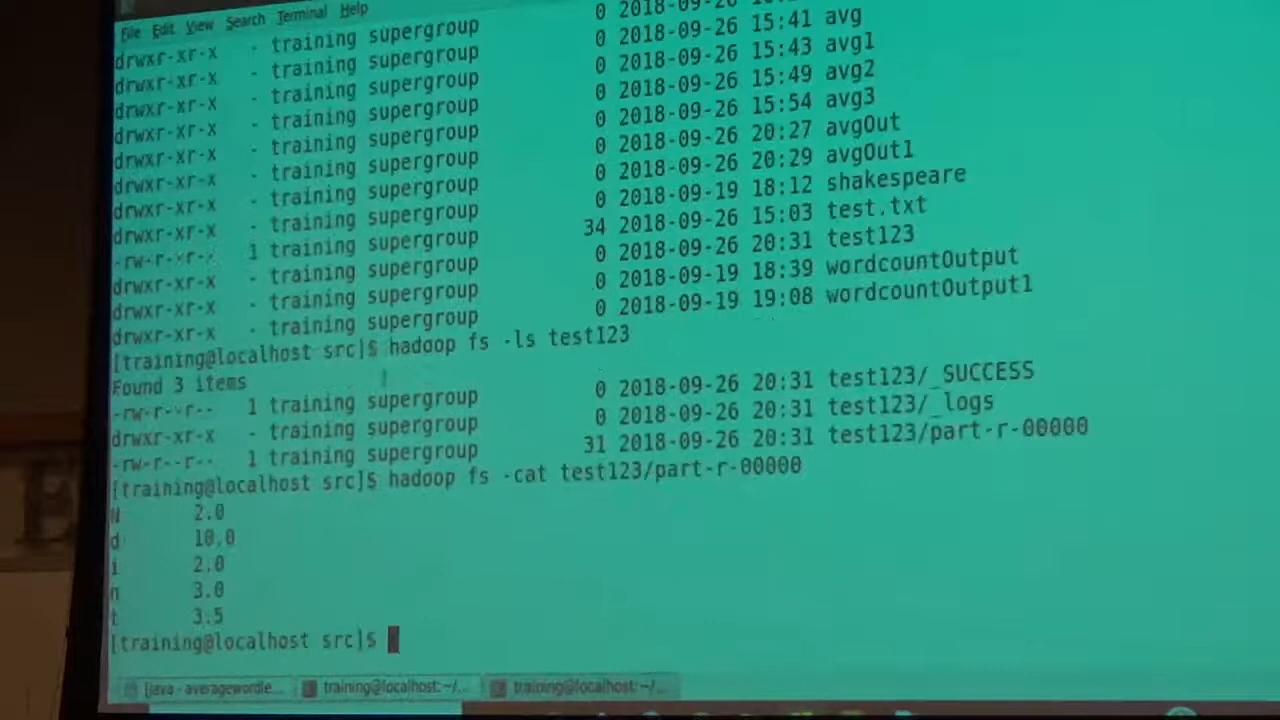 File Edit View Search Terminal Help
drwxr-xr-x - training supergroup 0 2018-09-26 15:41 avg
drwxr-xr-x - training supergroup 0 2018-09-26 15:43 avg1
drwxr-xr-x - training supergroup 0 2018-09-26 15:49 avg2
drwxr-xr-x - training supergroup 0 2018-09-26 15:54 avg3
drwxr-xr-x - training supergroup 0 2018-09-26 20:27 avgOut
drwxr-xr-x - training supergroup 0 2018-09-26 20:29 avgOut1
drwxr-xr-x - training supergroup 0 2018-09-19 18:12 shakespeare
-rw-r--r-- 1 training supergroup 34 2018-09-26 15:03 test.txt
drwxr-xr-x - training supergroup 0 2018-09-26 20:31 test123
drwxr-xr-x - training supergroup 0 2018-09-19 18:39 wordcountOutput
drwxr-xr-x - training supergroup 0 2018-09-19 19:08 wordcountOutput1
[training@localhost src]$ hadoop fs -ls test123
Found 3 items
-rw-r--r-- 1 training supergroup 0 2018-09-26 20:31 test123/_SUCCESS
drwxr-xr-x - training supergroup 0 2018-09-26 20:31 test123/_logs
-rw-r--r-- 1 training supergroup 31 2018-09-26 20:31 test123/part-r-00000
[training@localhost src]$ hadoop fs -cat test123/part-r-00000
N 2.0
d 10.0
i 2.0
n 3.0
t 3.5
[training@localhost src]$
[java - averagewordle... training@localhost:~/... training@localhost:~/...